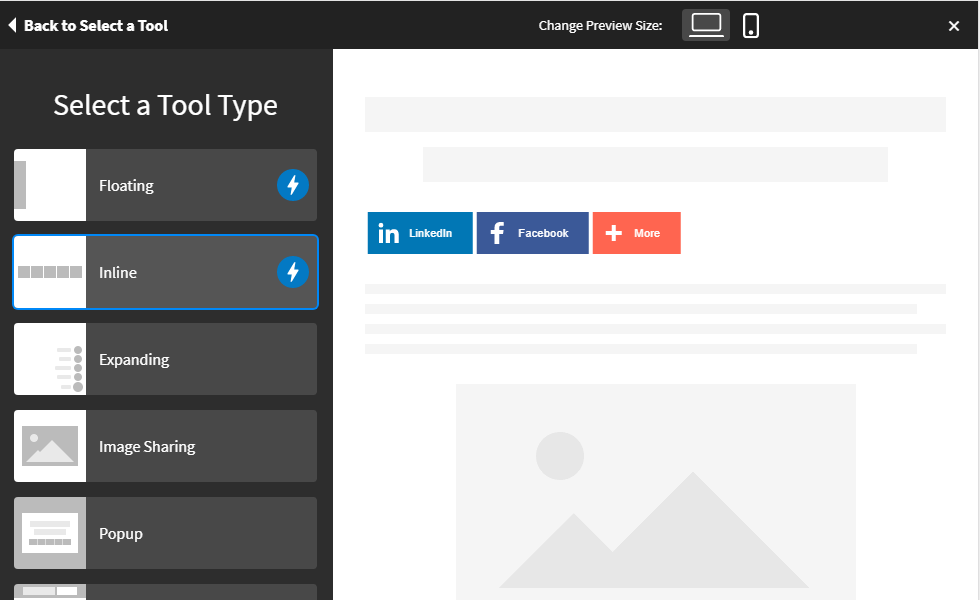 Back to Select a Tool
Change Preview Size:
Select a Tool Type
Floating
Inline
Expanding
Image Sharing
Popup
in LinkedIn
f Facebook
More